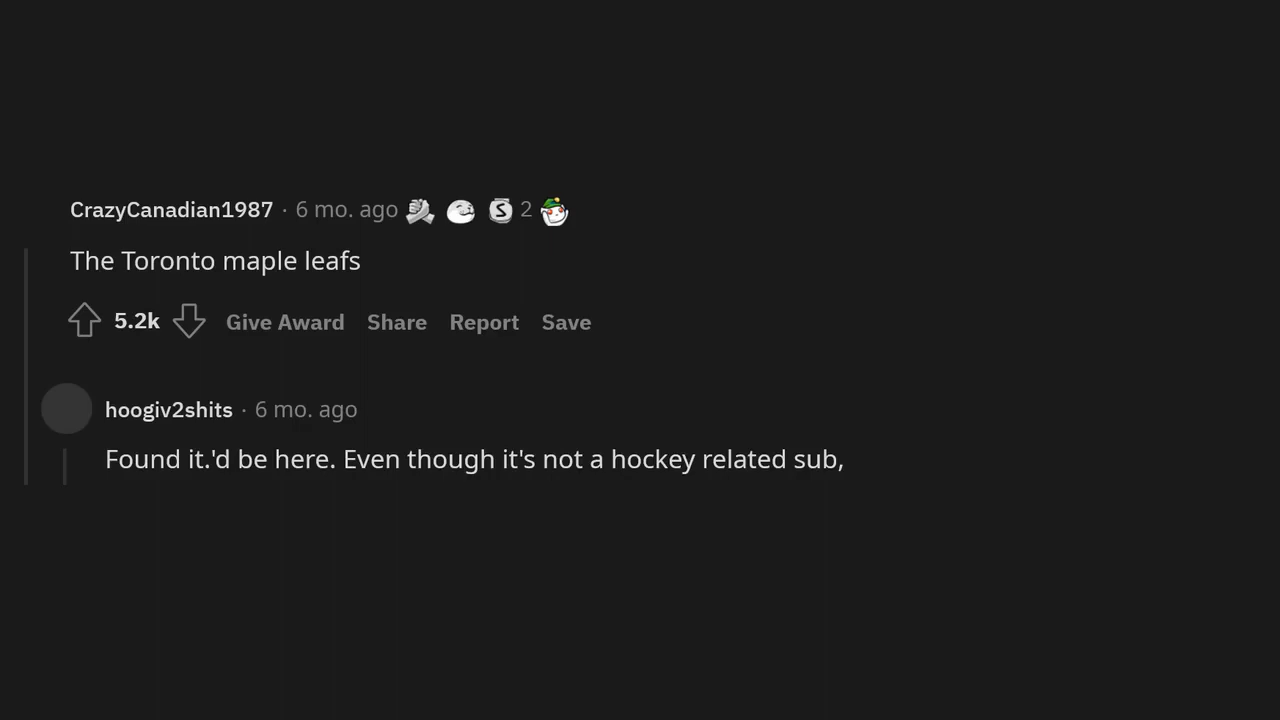 CrazyCanadian1987 · 6 mo. ago 2
The Toronto maple leafs
5.2k Give Award Share Report Save
hoogiv2shits · 6 mo. ago
Found it.'d be here. Even though it's not a hockey related sub,